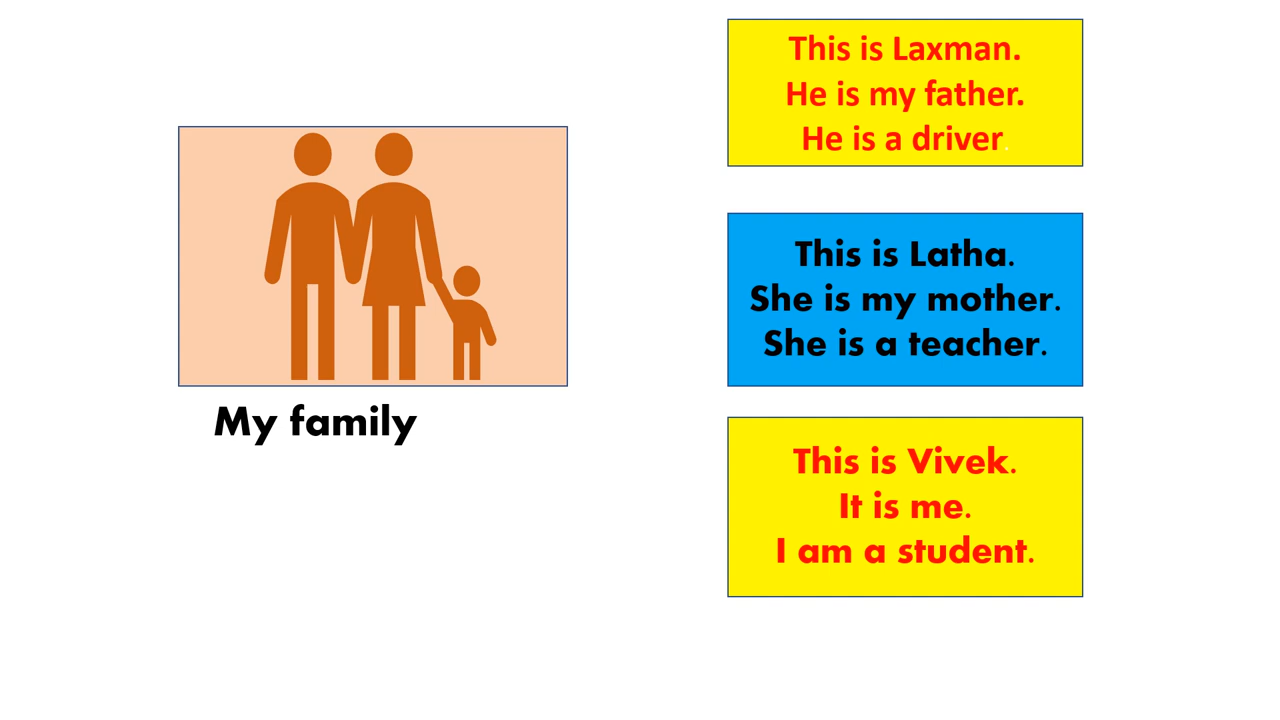 This is Laxman.
He is my father.
He is a driver.
This is Latha.
She is my mother.
She is a teacher.
My family
This is Vivek.
It is me.
I am a student.